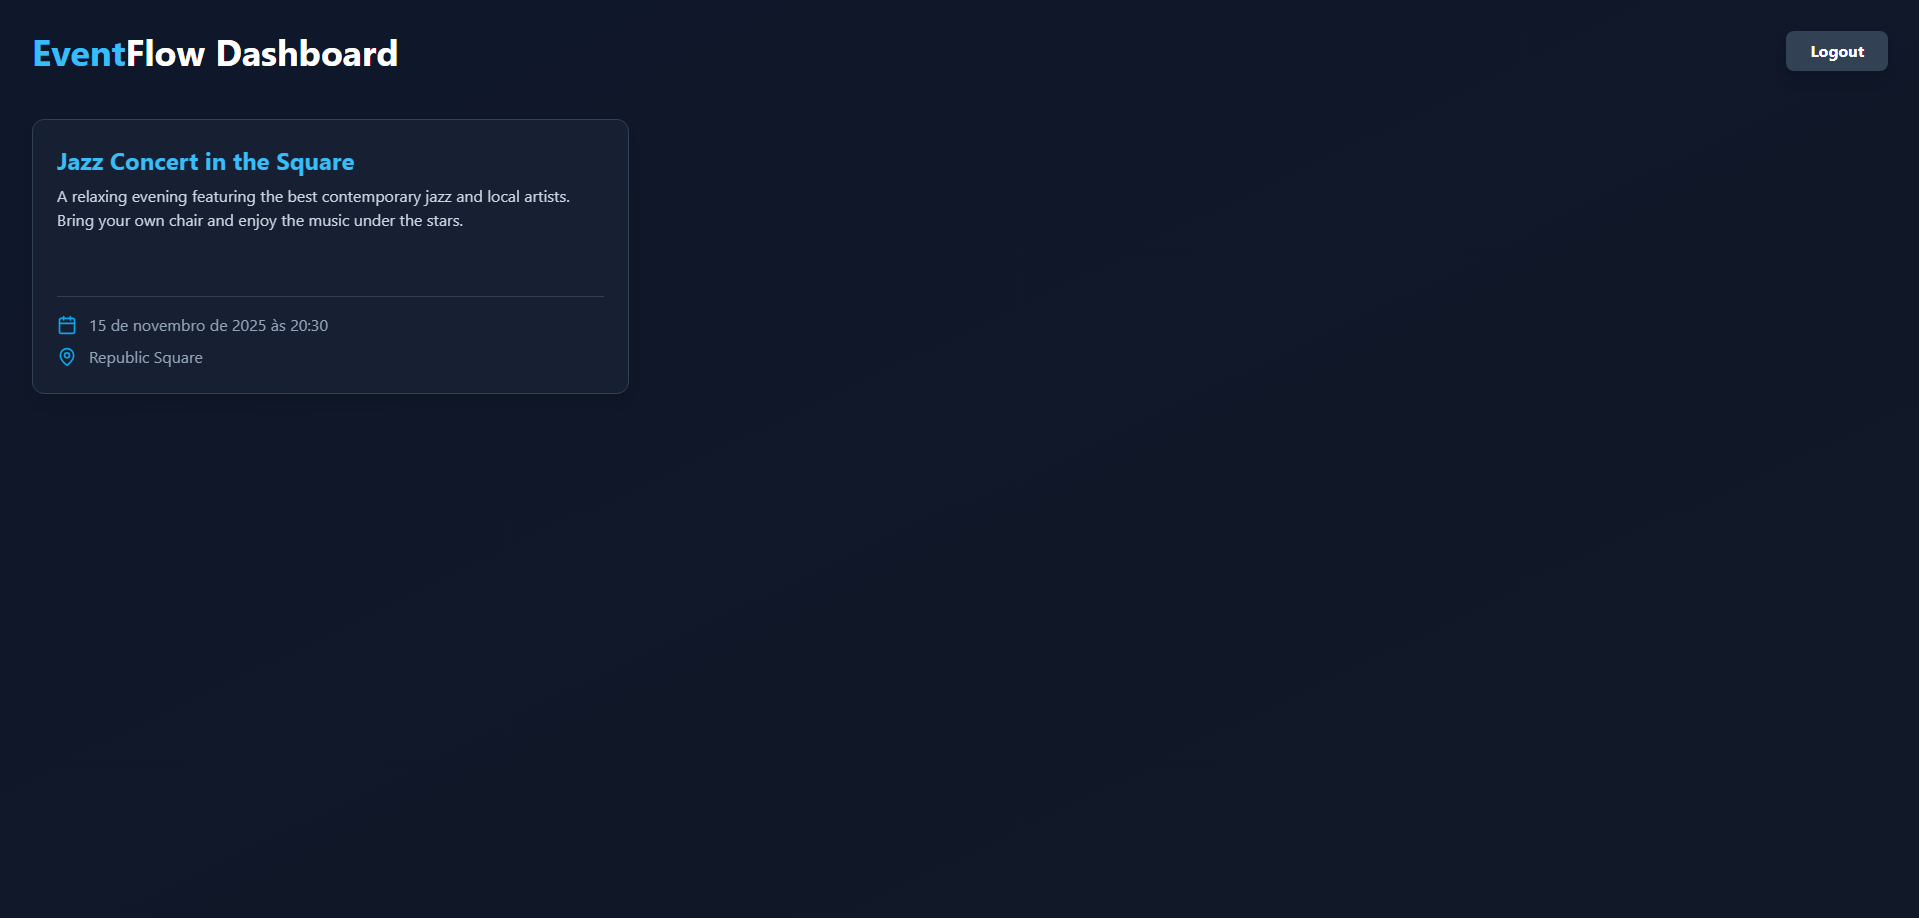 EventFlow Dashboard
Logout
Jazz Concert in the Square
A relaxing evening featuring the best contemporary jazz and local artists.
Bring your own chair and enjoy the music under the stars.
15 de novembro de 2025 às 20:30
Republic Square